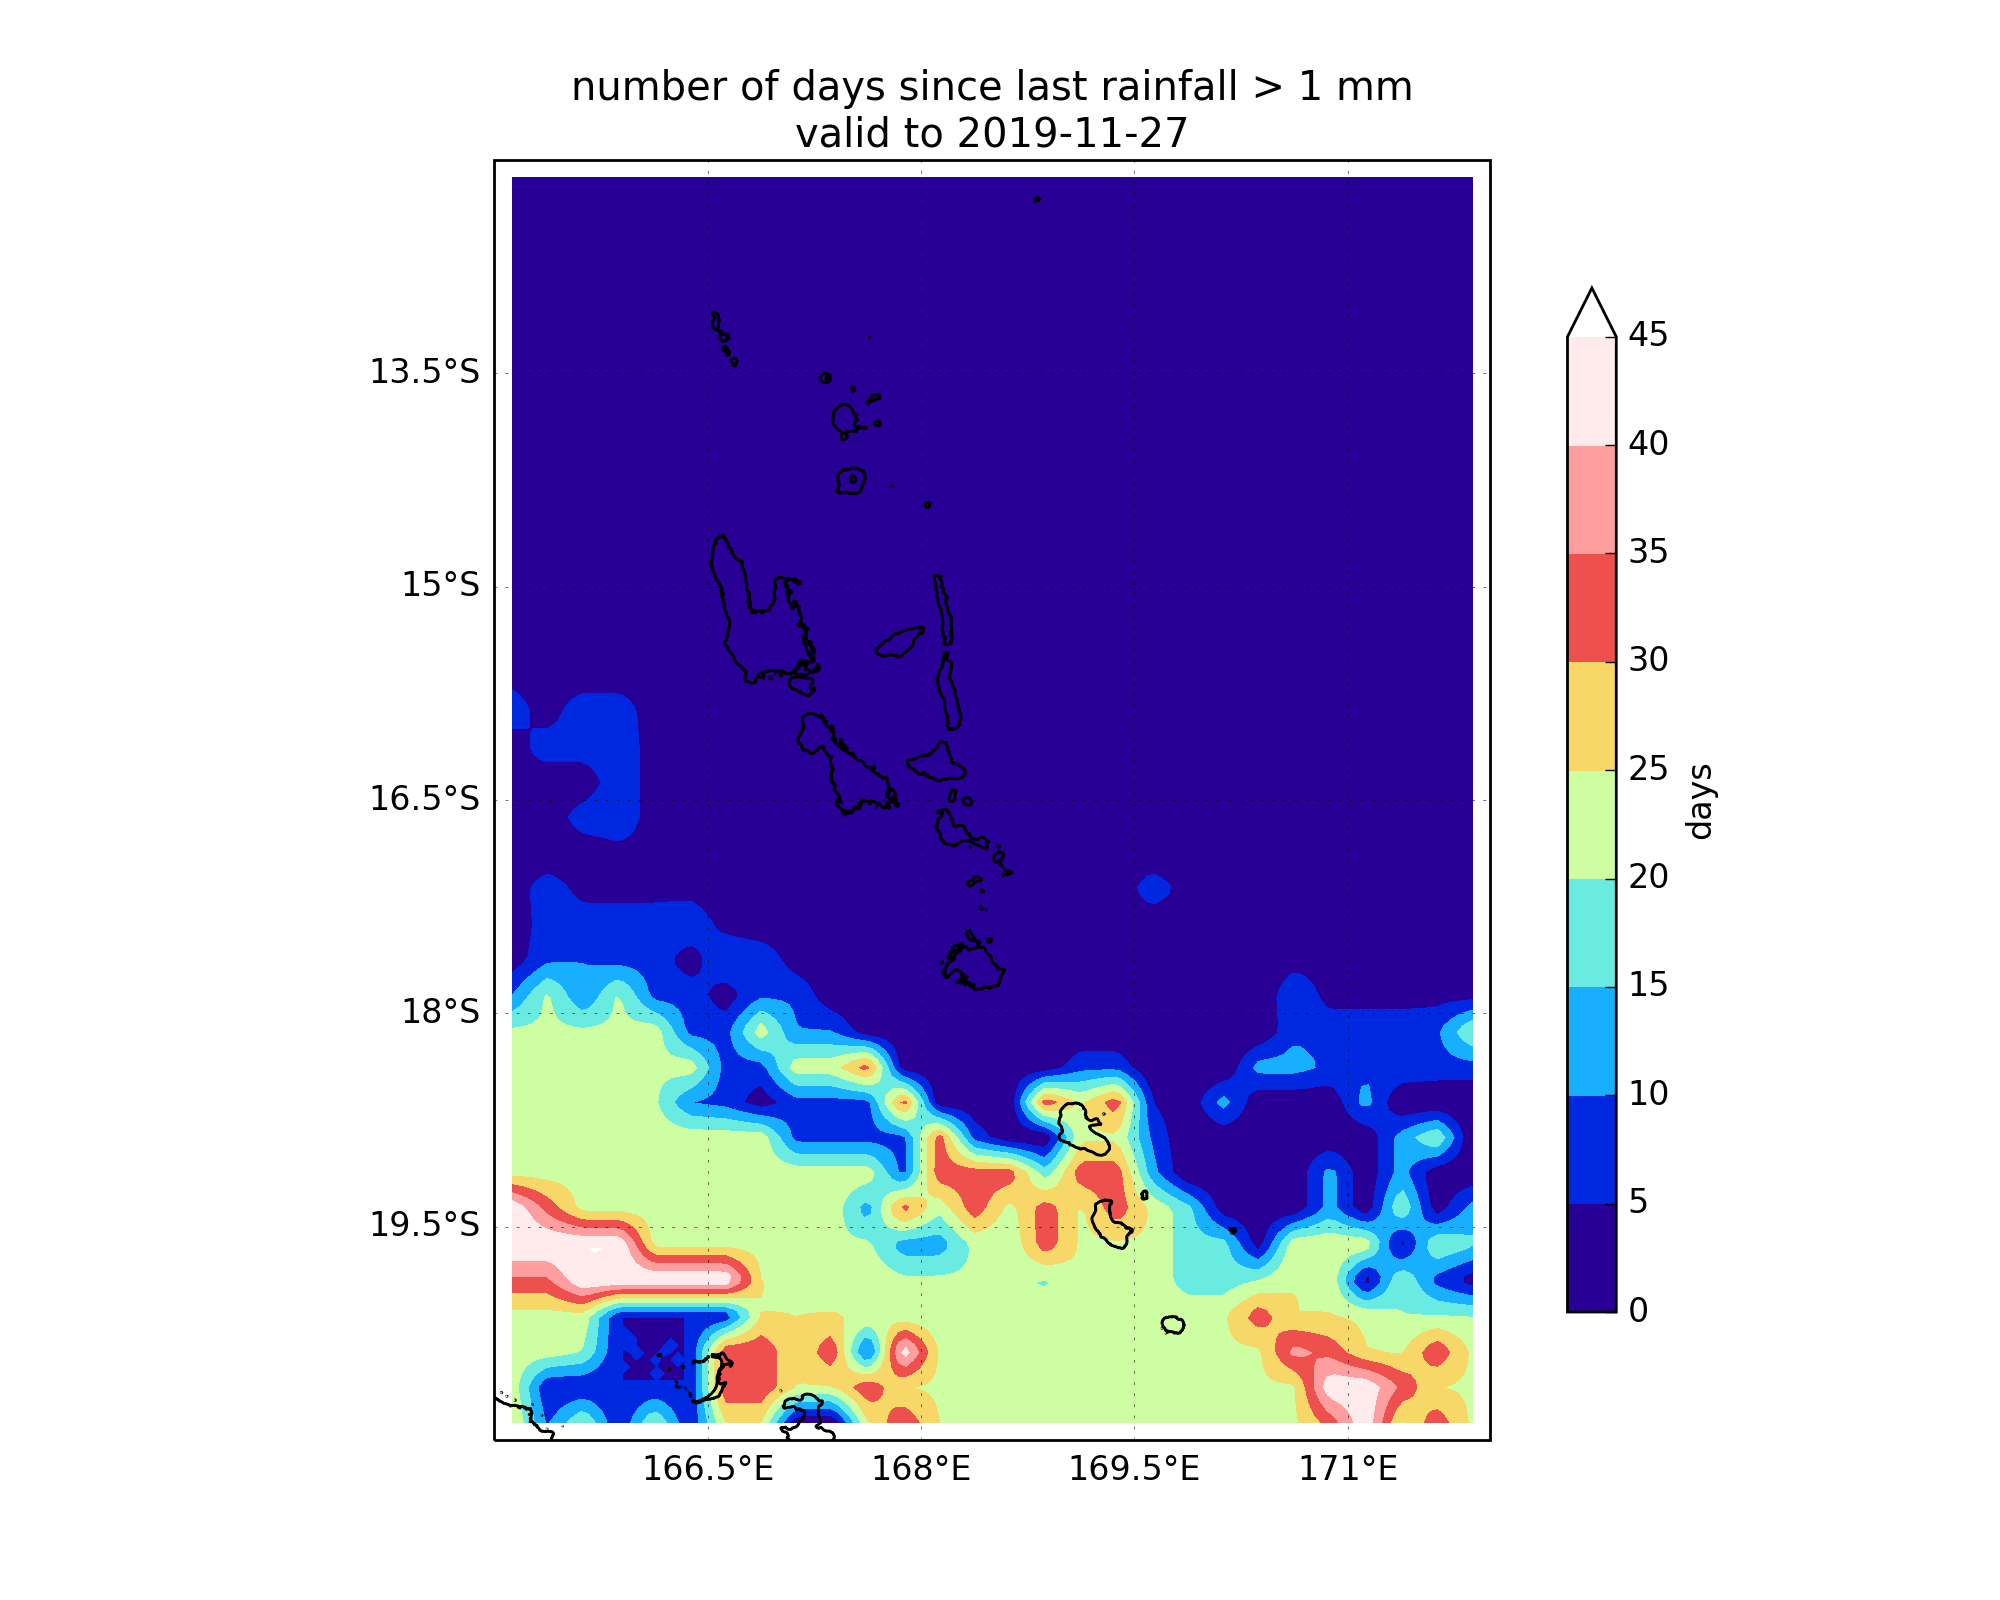 number of days since last rainfall > 1 mm
valid to 2019-11-27
13.5°S
15°S
16.5°S
18°S
19.5°S
166.5°E
168°E
169.5°E
171°E
45
40
35
30
25
20
15
10
5
0
days